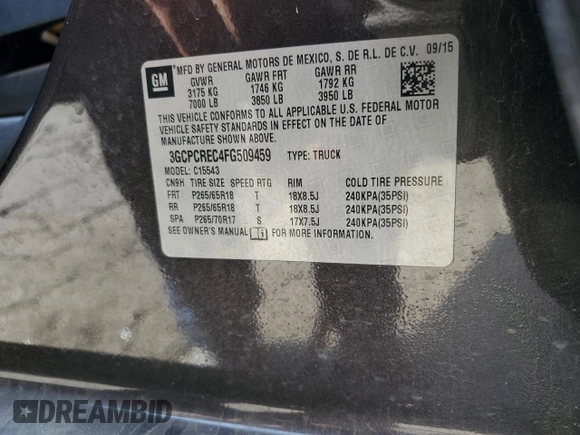 GM
*MFD BY GENERAL MOTORS DE MEXICO, S. DE R.L. DE C.V. 09/15
GVWR GAWR FRT GAWR RR
3175 KG 1746 KG 1792 KG
7000 LB 3850 LB 3950 LB
THIS VEHICLE CONFORMS TO ALL APPLICABLE U.S. FEDERAL MOTOR
VEHICLE SAFETY STANDARDS IN EFFECT ON THE DATE OF
MANUFACTURE SHOWN ABOVE.
3GCPCREC4FG509459 TYPE: TRUCK
MODEL: C15543
CN9H TIRE SIZE SPEED RTG RIM COLD TIRE PRESSURE
FRT P265/65R18 T 18X8.5J 240KPA(35PSI)
RR P265/65R18 T 18X8.5J 240KPA(35PSI)
SPA P265/70R17 S 17X7.5J 240KPA(35PSI)
SEE OWNER'S MANUAL FOR MORE INFORMATION.
DREAMBID